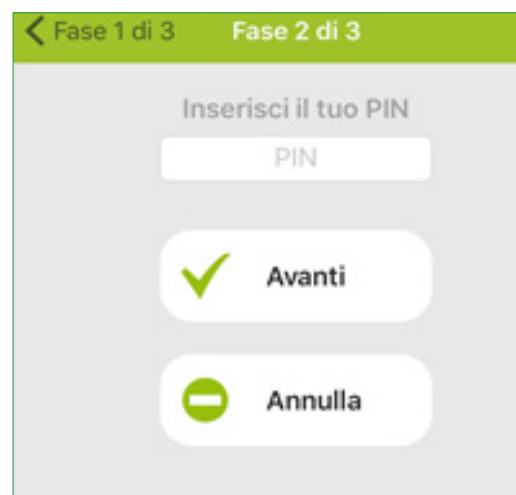 Fase 1 di 3 Fase 2 di 3
Inserisci il tuo PIN
PIN
Avanti
Annulla